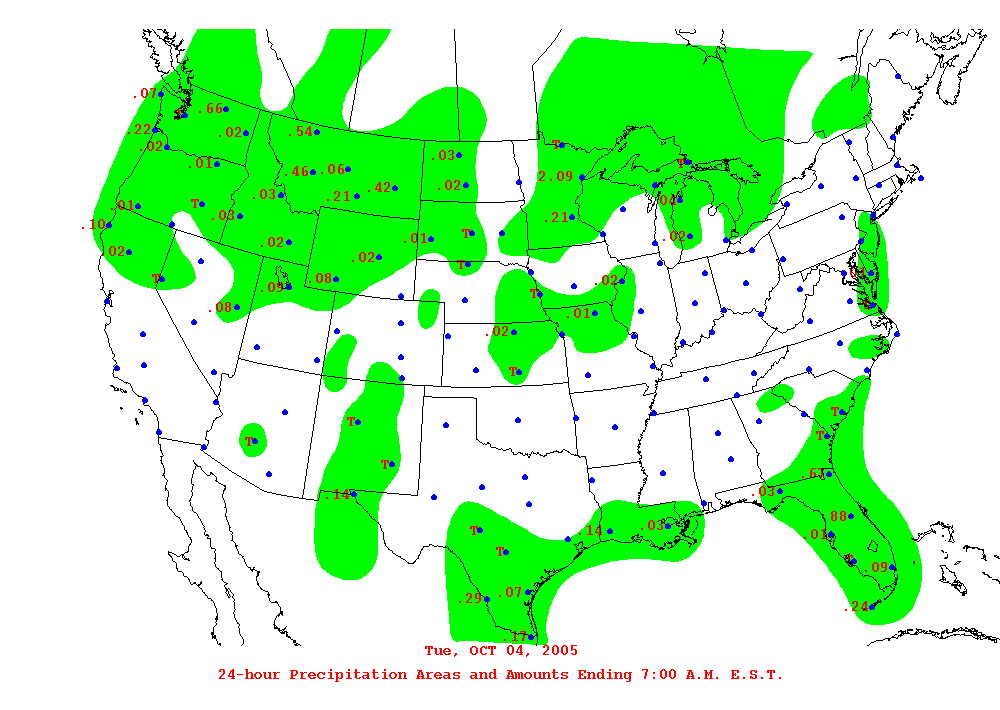 .07
.66
.22
.02
.54
.02
T
.03
.01
.46 .06
T
2.09
.42
.02
.03
.21
.01
T
.04
.03
.21
.10
T
.02
.02
.01
.02
.02
T
.01
T
.08
.02
.09
T
.08
.01
.02
T
T
T
T
T
T
.67
.14
.03
.88
T
.14
.03
.01
T
.09
.29
.07
.24
.17
Tue, OCT 04, 2005
24-hour Precipitation Areas and Amounts Ending 7:00 A.M. E.S.T.